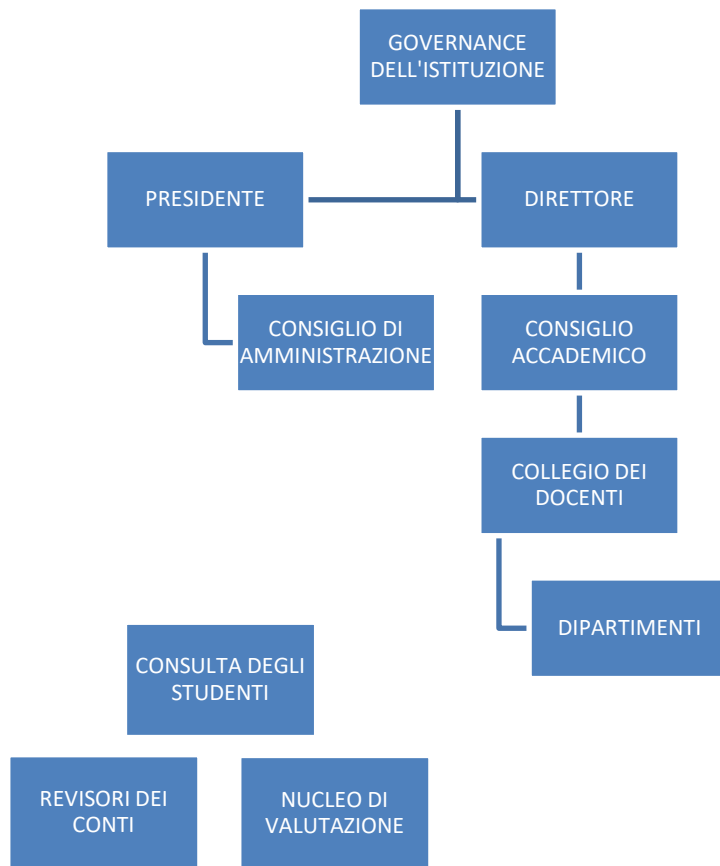 GOVERNANCE
DELL'ISTITUZIONE
PRESIDENTE
DIRETTORE
CONSIGLIO DI
AMMINISTRAZIONE
CONSIGLIO
ACCADEMICO
COLLEGIO DEI
DOCENTI
DIPARTIMENTI
CONSULTA DEGLI
STUDENTI
REVISORI DEI
CONTI
NUCLEO DI
VALUTAZIONE